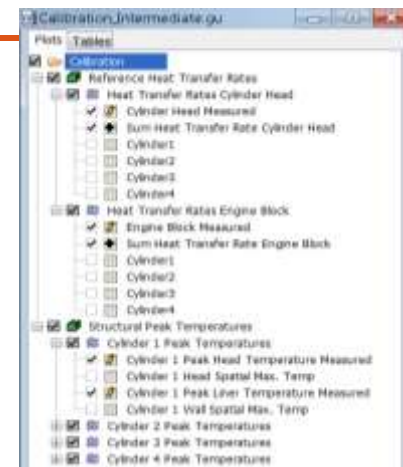 Calibration_Intermediate.gu
Plots Tables
Calibration
Reference Heat Transfer Rates
Heat Transfer Rates Cylinder Head
Cylinder Head Measured
Sum Heat Transfer Rate Cylinder Head
Cylinder1
Cylinder2
Cylinder3
Cylinder4
Heat Transfer Rates Engine Block
Engine Block Measured
Sum Heat Transfer Rate Engine Block
Cylinder1
Cylinder2
Cylinder3
Cylinder4
Structural Peak Temperatures
Cylinder 1 Peak Temperatures
Cylinder 1 Peak Head Temperature Measured
Cylinder 1 Head Spatial Max. Temp
Cylinder 1 Peak Liner Temperature Measured
Cylinder 1 Wall Spatial Max. Temp
Cylinder 2 Peak Temperatures
Cylinder 3 Peak Temperatures
Cylinder 4 Peak Temperatures